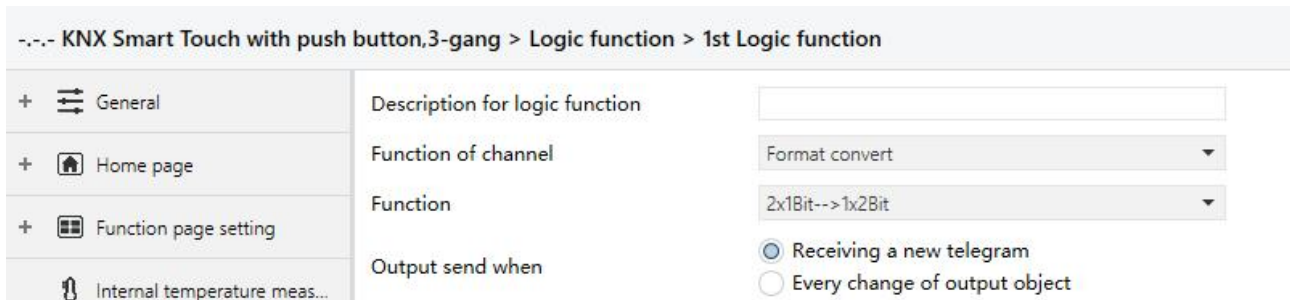 -.-.- KNX Smart Touch with push button,3-gang > Logic function > 1st Logic function
+ General
+ Home page
+ Function page setting
Internal temperature meas...
Description for logic function
Function of channel Format convert
Function 2x1Bit-->1x2Bit
Output send when
Receiving a new telegram
Every change of output object